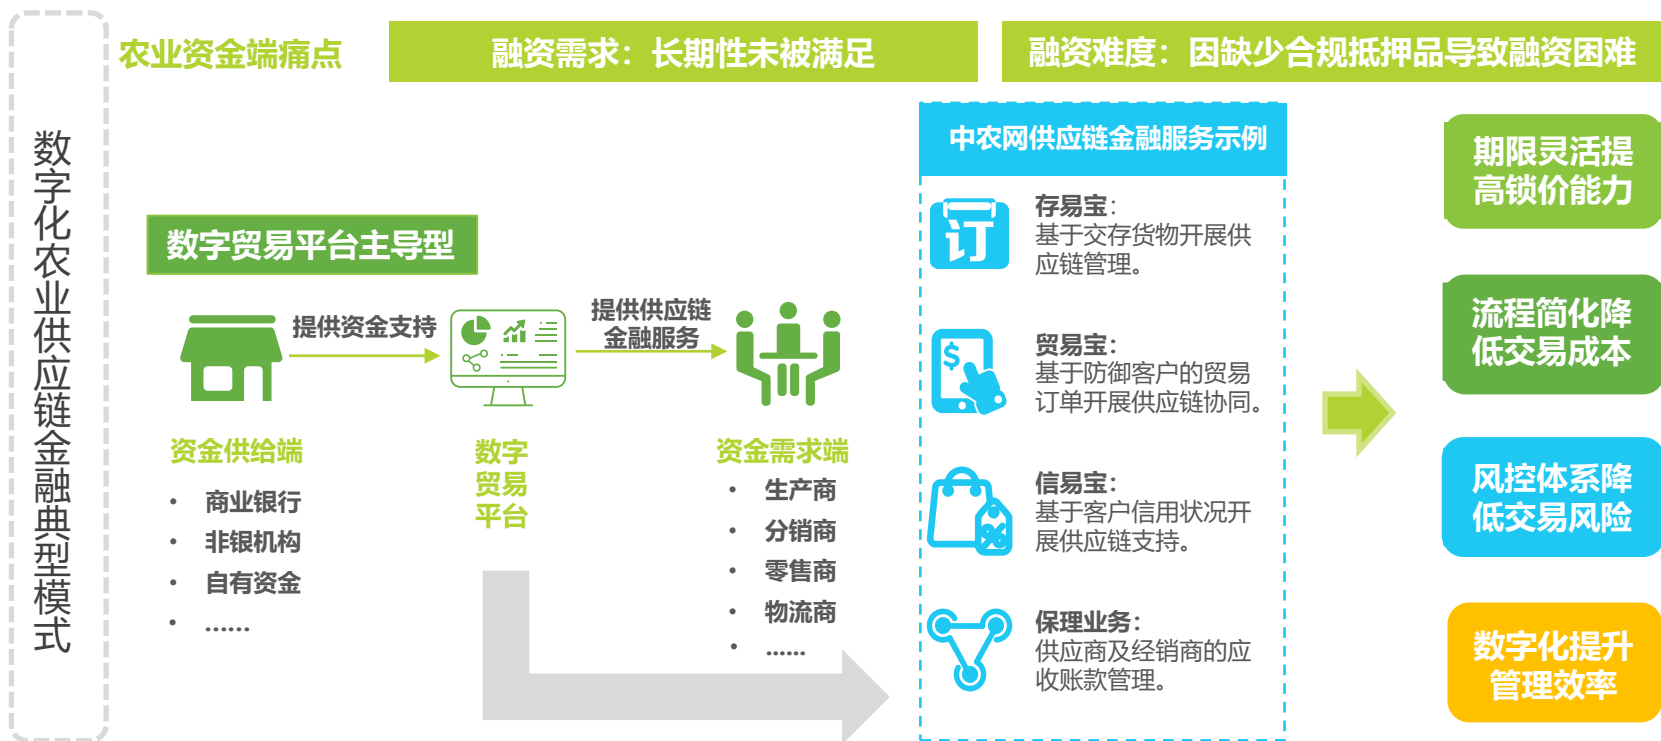 数字化农业供应链金融典型模式
农业资金端痛点
融资需求：长期性未被满足
融资难度：因缺少合规抵押品导致融资困难
数字贸易平台主导型
提供资金支持
提供供应链
金融服务
资金供给端
• 商业银行
• 非银机构
• 自有资金
• ……
数字
贸易
平台
资金需求端
• 生产商
• 分销商
• 零售商
• 物流商
• ……
中农网供应链金融服务示例
订
存易宝：
基于交存货物开展供
应链管理。
$
贸易宝：
基于防御客户的贸易
订单开展供应链协同。
%
信易宝：
基于客户信用状况开
展供应链支持。
保理业务：
供应商及经销商的应
收账款管理。
期限灵活提
高锁价能力
流程简化降
低交易成本
风控体系降
低交易风险
数字化提升
管理效率